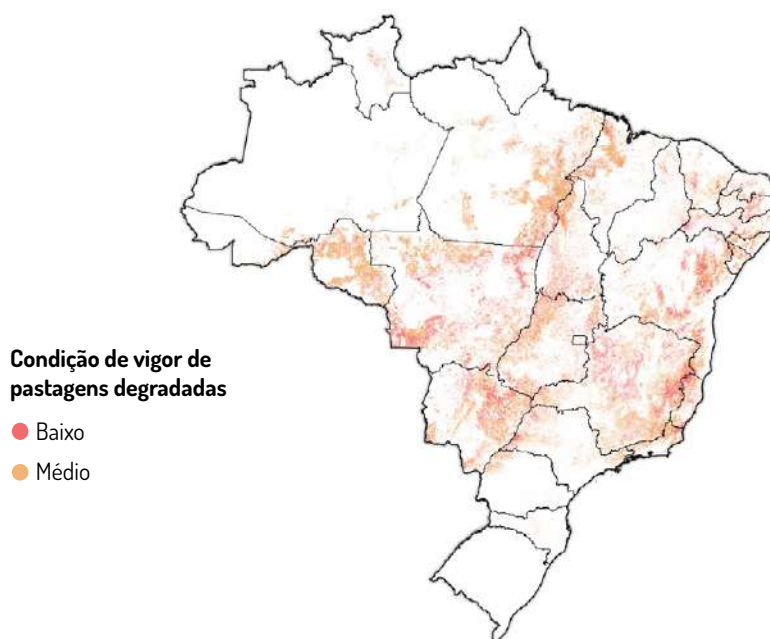 Condição de vigor de
pastagens degradadas
Baixo
Médio